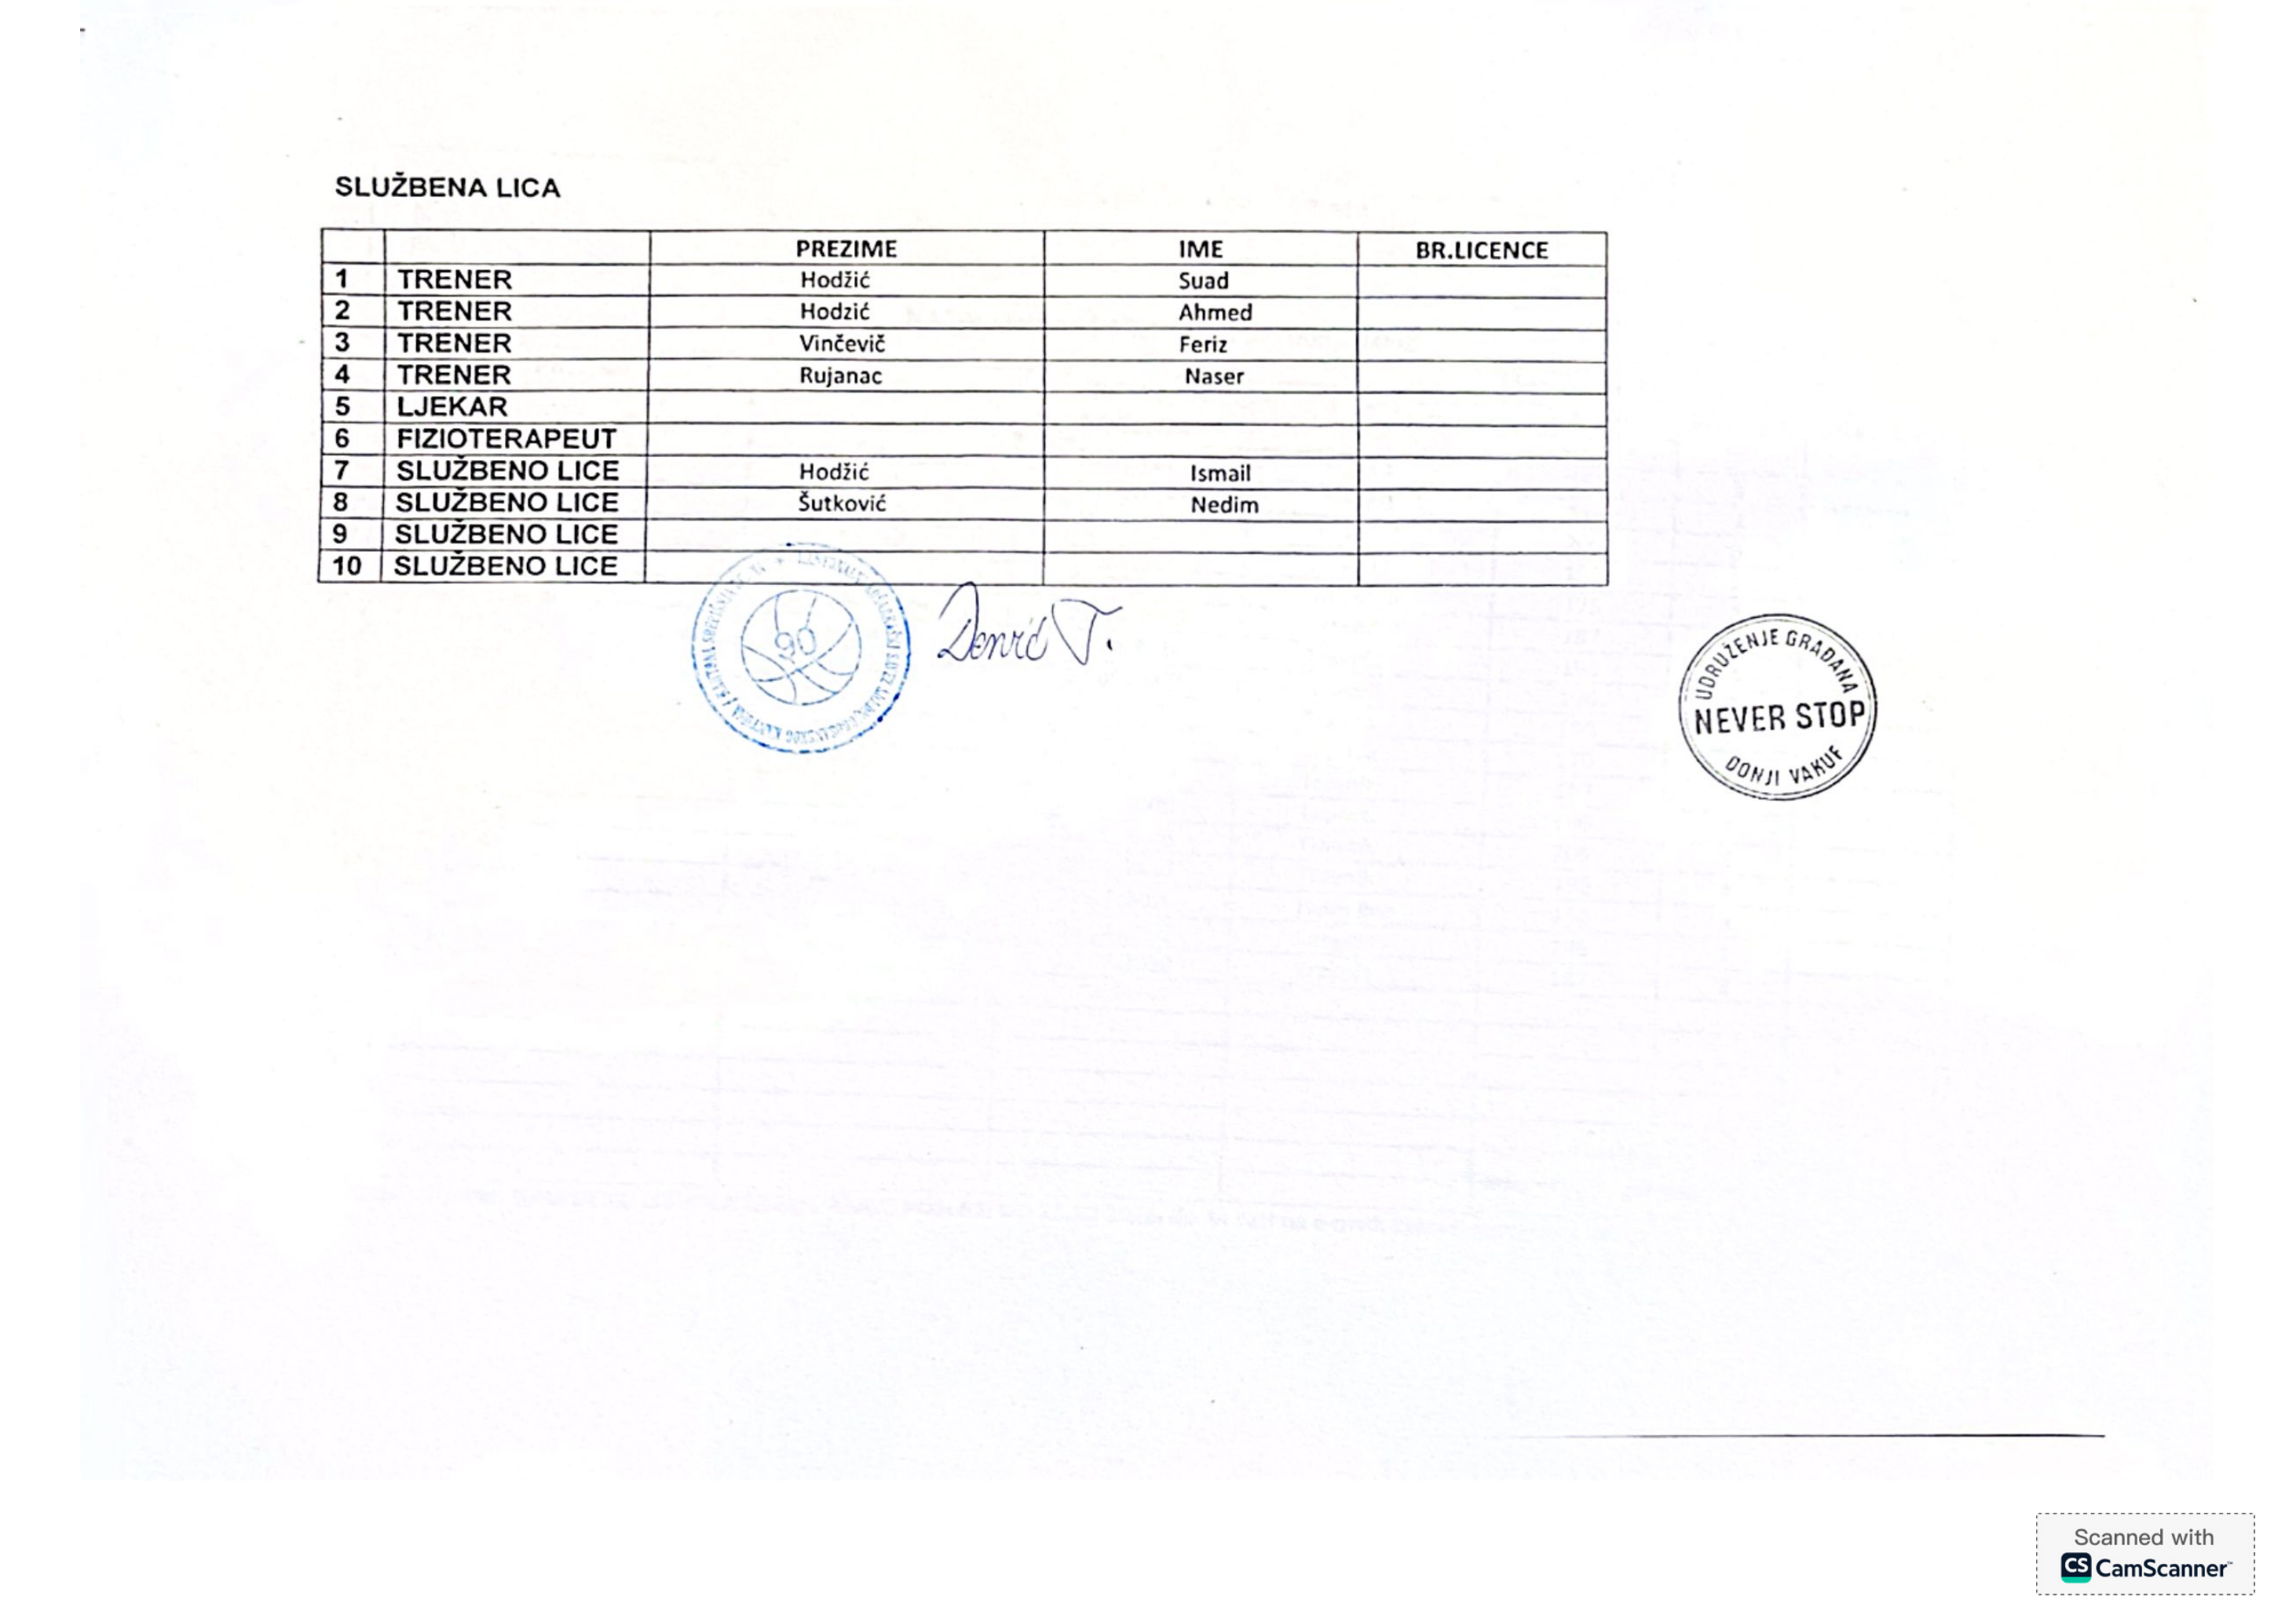 SLUŽBENA LICA
PREZIME IME BR.LICENCE
1 TRENER Hodžić Suad
2 TRENER Hodzić Ahmed
3 TRENER Vinčevič Feriz
4 TRENER Rujanac Naser
5 LJEKAR
6 FIZIOTERAPEUT
7 SLUŽBENO LICE Hodžić Ismail
8 SLUŽBENO LICE Šutković Nedim
9 SLUŽBENO LICE
10 SLUŽBENO LICE
90
T.
UDRUŽENJE GRAĐANA
NEVER STOP
DONJI VAKUF
Scanned with
CS CamScanner